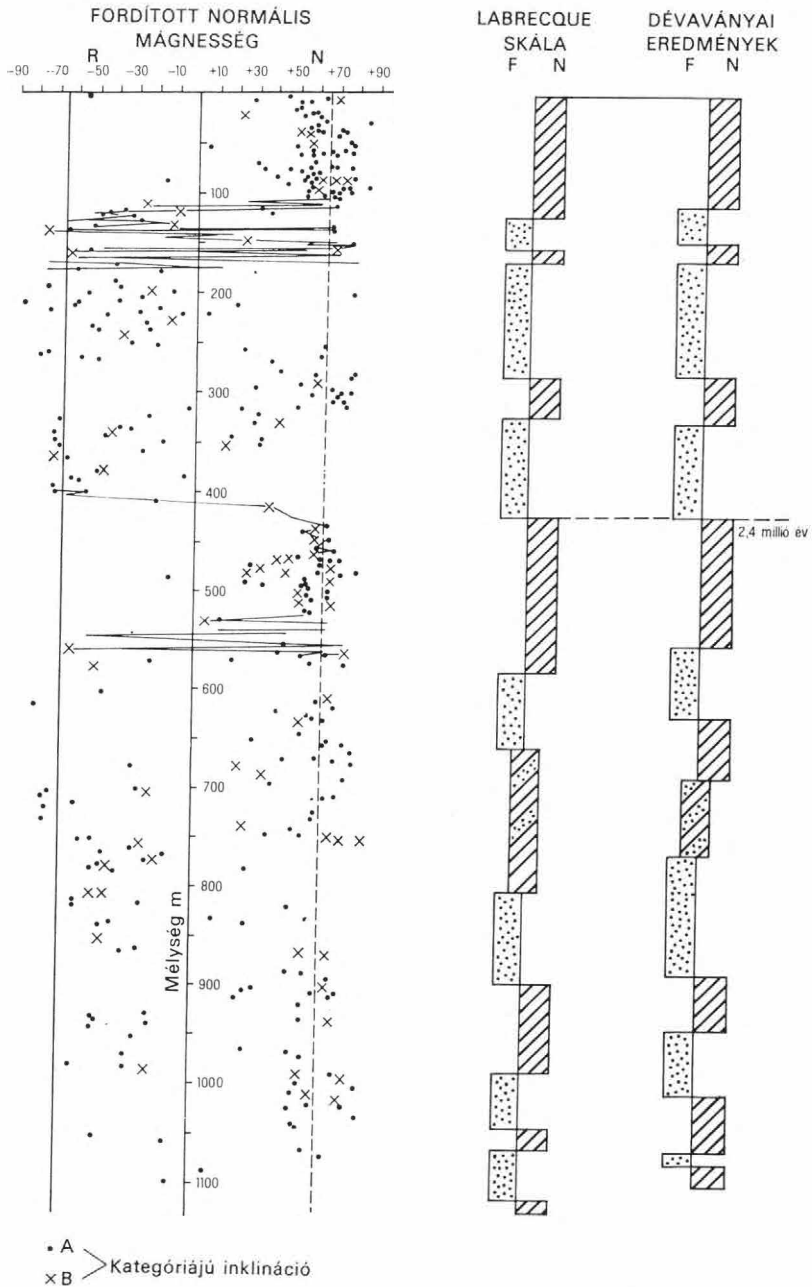 FORDÍTOTT NORMÁLIS
MÁGNESSÉG
R N
−90 −70 −50 −30 −10 +10 +30 +50 +70 +90
100
200
300
400
500
600
700
800
900
1000
1100
Mélység m
LABRECQUE
SKÁLA
F N
DÉVAVÁNYAI
EREDMÉNYEK
F N
2,4 millió év
A
B
Kategóriájú inklináció